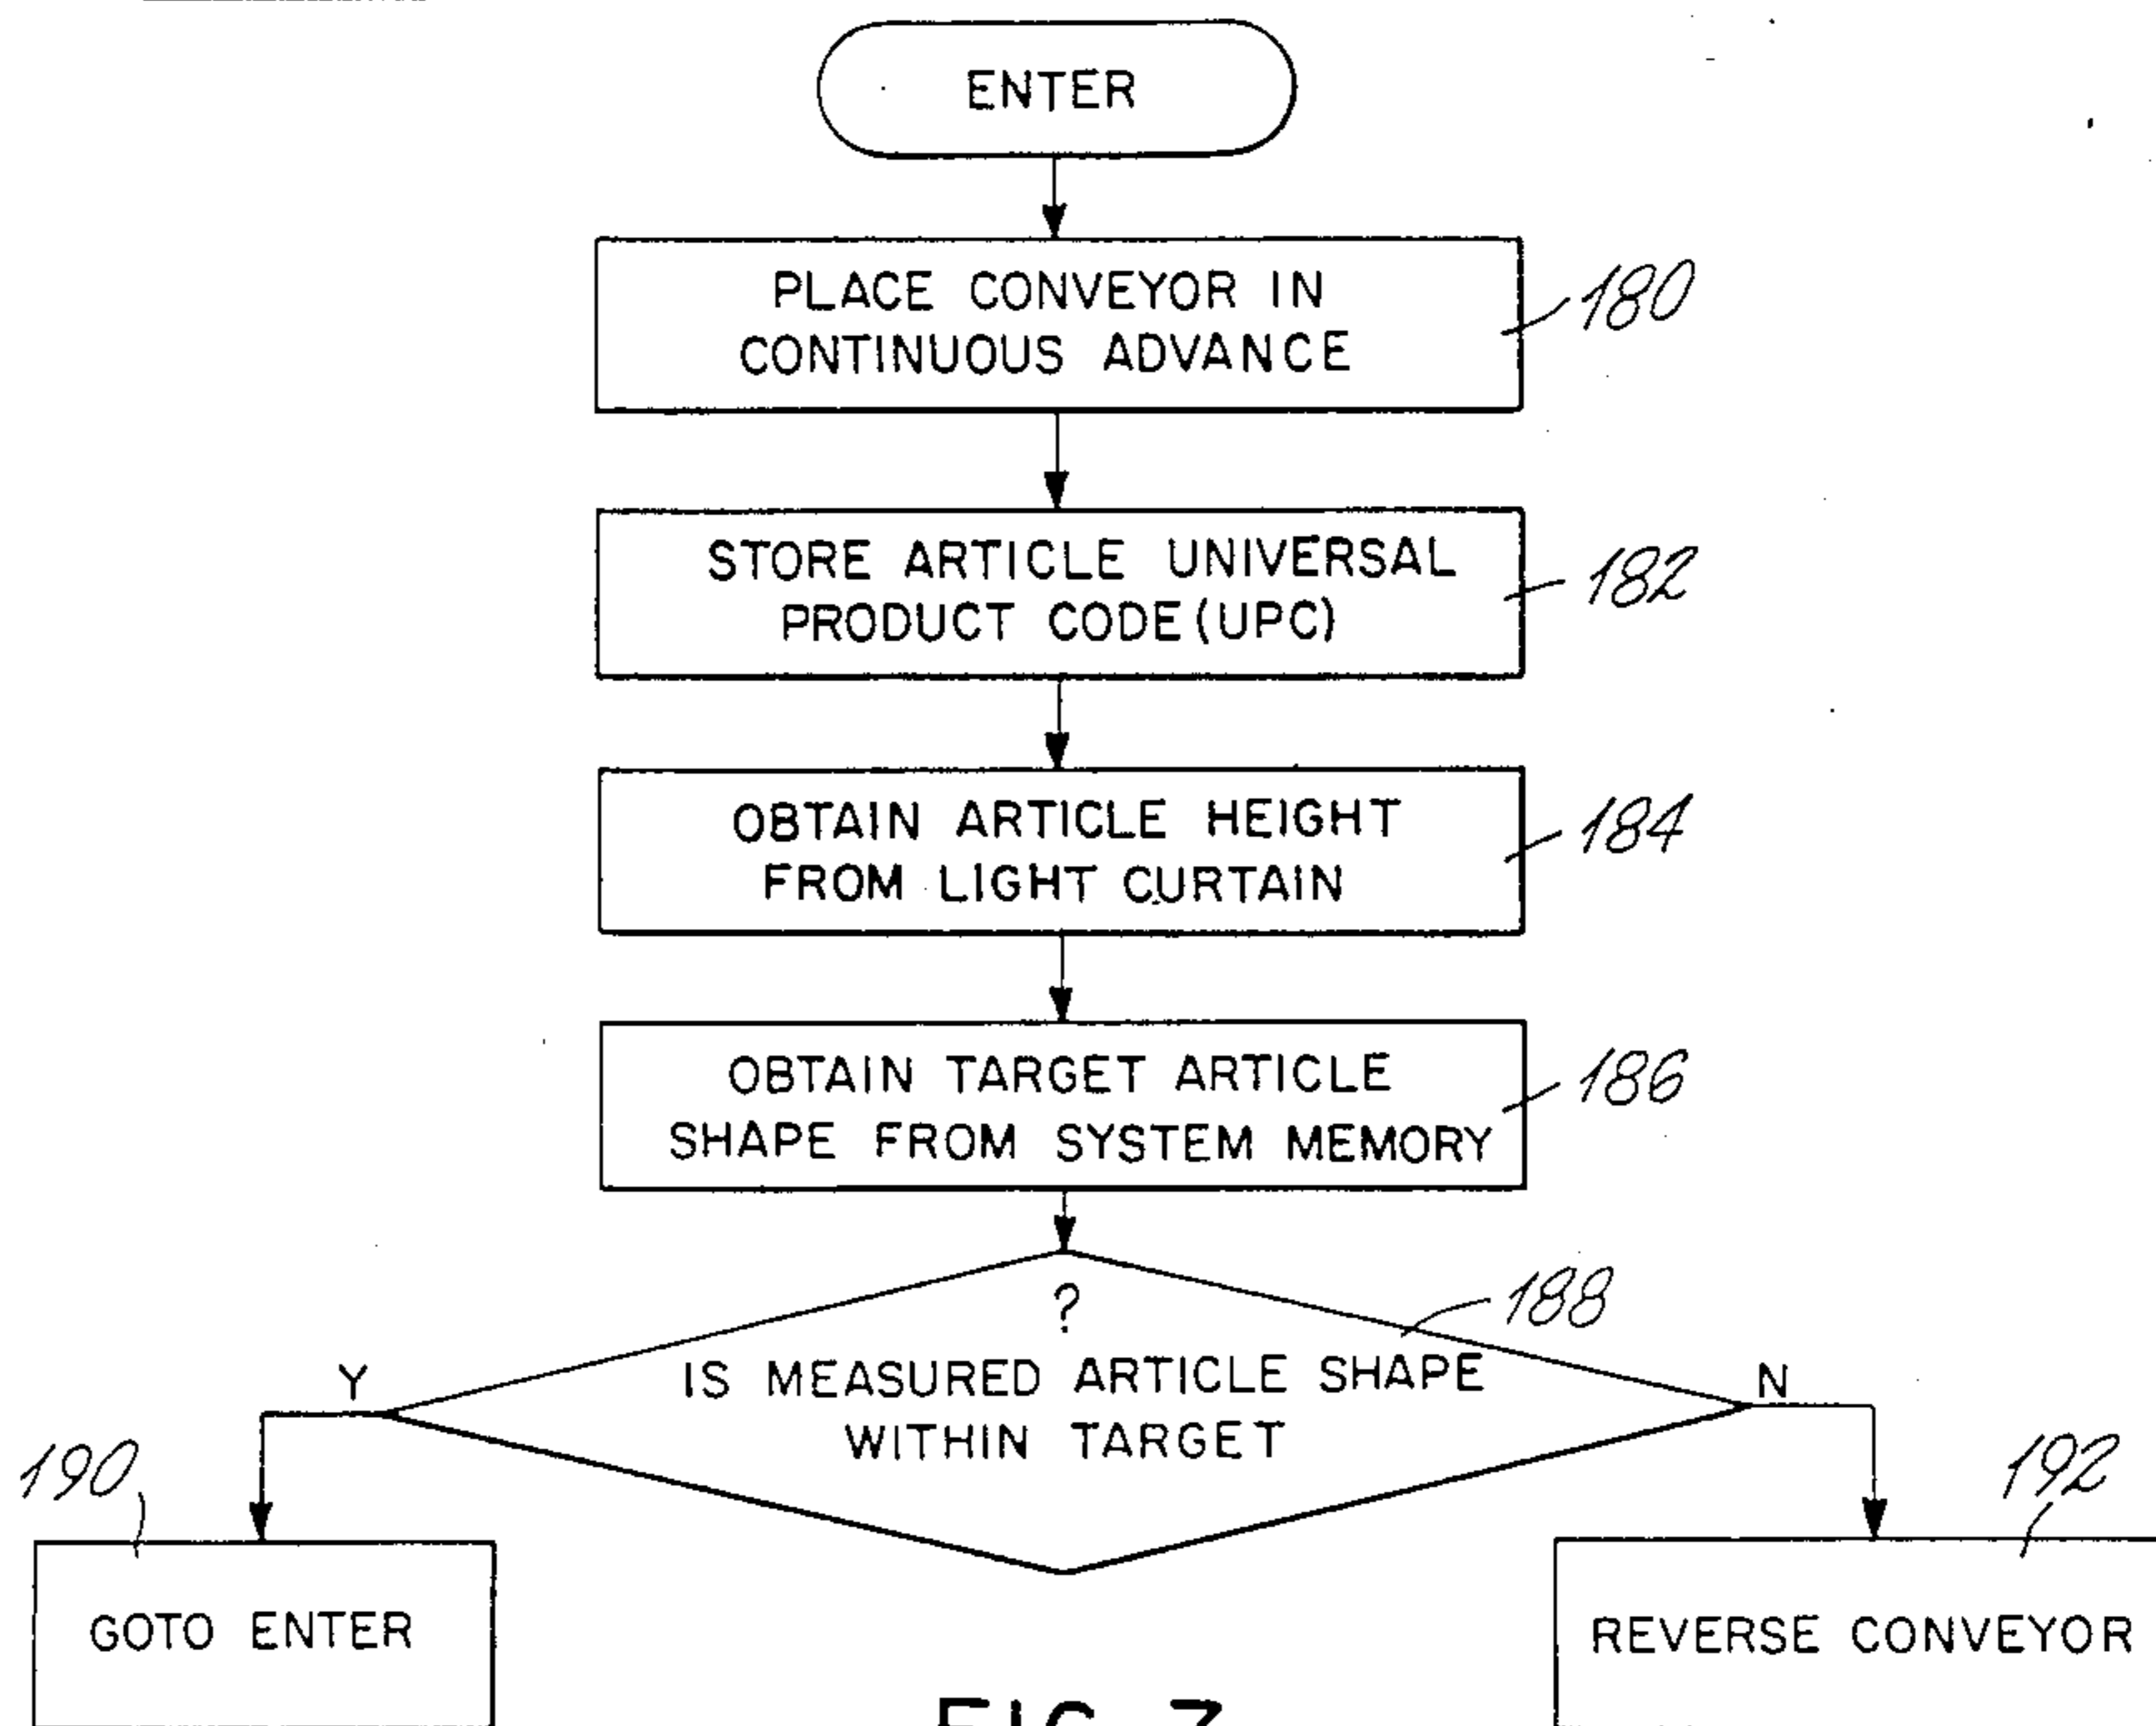 ENTER
PLACE CONVEYOR IN
CONTINUOUS ADVANCE
180
STORE ARTICLE UNIVERSAL
PRODUCT CODE (UPC)
182
OBTAIN ARTICLE HEIGHT
FROM LIGHT CURTAIN
184
OBTAIN TARGET ARTICLE
SHAPE FROM SYSTEM MEMORY
186
?
IS MEASURED ARTICLE SHAPE
WITHIN TARGET
188
Y
N
190
GOTO ENTER
192
REVERSE CONVEYOR